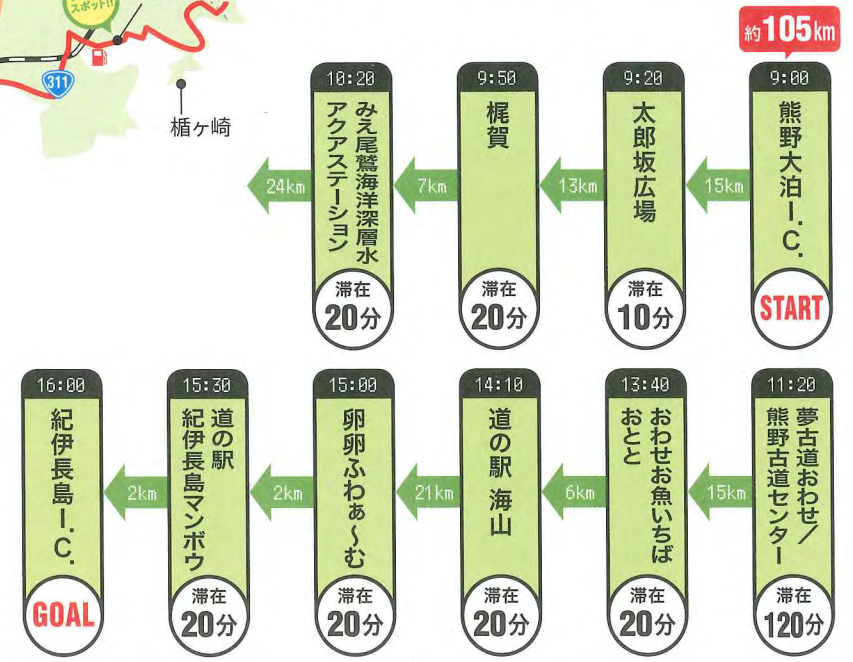 スポット!!
311
楯ヶ崎
約105km
9:00
熊野大泊I.C.
START
15km
9:20
太郎坂広場
滞在
10分
13km
9:50
梶賀
滞在
20分
7km
10:20
みえ尾鷲海洋深層水
アクアステーション
滞在
20分
24km
11:20
夢古道おわせ/
熊野古道センター
滞在
120分
15km
13:40
おわせお魚いちば
おとと
滞在
20分
6km
14:10
道の駅 海山
滞在
20分
21km
15:00
卵卵ふわぁ〜む
滞在
20分
2km
15:30
道の駅
紀伊長島マンボウ
滞在
20分
2km
16:00
紀伊長島I.C.
GOAL